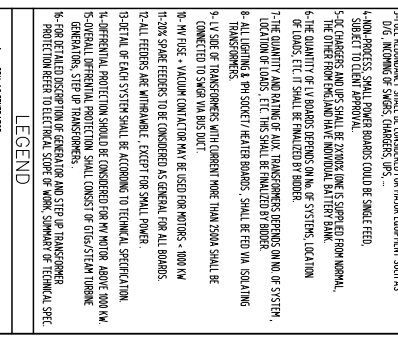 D/G, INCOMING OF SWGRS, CHARGERS, UPS, ...
4-NON-PROCESS, SMALL POWER BOARDS COULD BE SINGLE FEED,
SUBJECT TO CLIENT APPROVAL.
5-DC CHARGERS AND UPS SHALL BE 2X100% (ONE IS SUPPLIED FROM NORMAL,
THE OTHER FROM EMG)AND HAVE INDIVIDUAL BATTERY BANK.
6-THE QUANTITY OF LV BOARDS DEPENDS ON No. OF SYSTEMS, LOCATION
OF LOADS, ETC. IT SHALL BE FINALIZED BY BIDDER.
7-THE QUANTITY AND RATING OF AUX. TRANSFORMERS DEPENDS ON NO. OF SYSTEM,
LOCATION OF LOADS , ETC. THIS SHALL BE FINALIZED BY BIDDER.
8- ALL LIGHTING & 1PH SOCKET/ HEATER BOARDS , SHALL BE FED VIA ISOLATING
TRANSFORMERS.
9- LV SIDE OF TRANSFORMERS WITH CURRENT MORE THAN 2500A SHALL BE
CONNECTED TO SWGR VIA BUS DUCT.
10- MV FUSE + VACUUM CONTACTOR MAY BE USED FOR MOTORS < 1000 KW
11-20% SPARE FEEDERS TO BE CONSIDERED AS GENERAL FOR ALL BOARDS.
12-ALL FEEDERS ARE WITHRAWBLE , EXCEPT FOR SMALL POWER .
13-DETAIL OF EACH SYSTEM SHALL BE ACCORDING TO TECHNICAL SPECIFICATION.
14-DIFFRENTIAL PROTECTION SHOULD BE CONSIDERED FOR MV MOTOR ABOVE 1000 KW.
15-OVERALL DIFFRENTIAL PROTECTION SHALL CONSIST OF GTGs/STEAM TURBINE
GENERATORS, STEP UP TRANSFORMERS.
16- FOR DETAILED DISCRIPTION OF GENERATOR AND STEP UP TRANSFORMER
PROTECTION REFER TO ELECTRICAL SCOPE OF WORK, SUMMARY OF TECHNICAL SPEC.
LEGEND